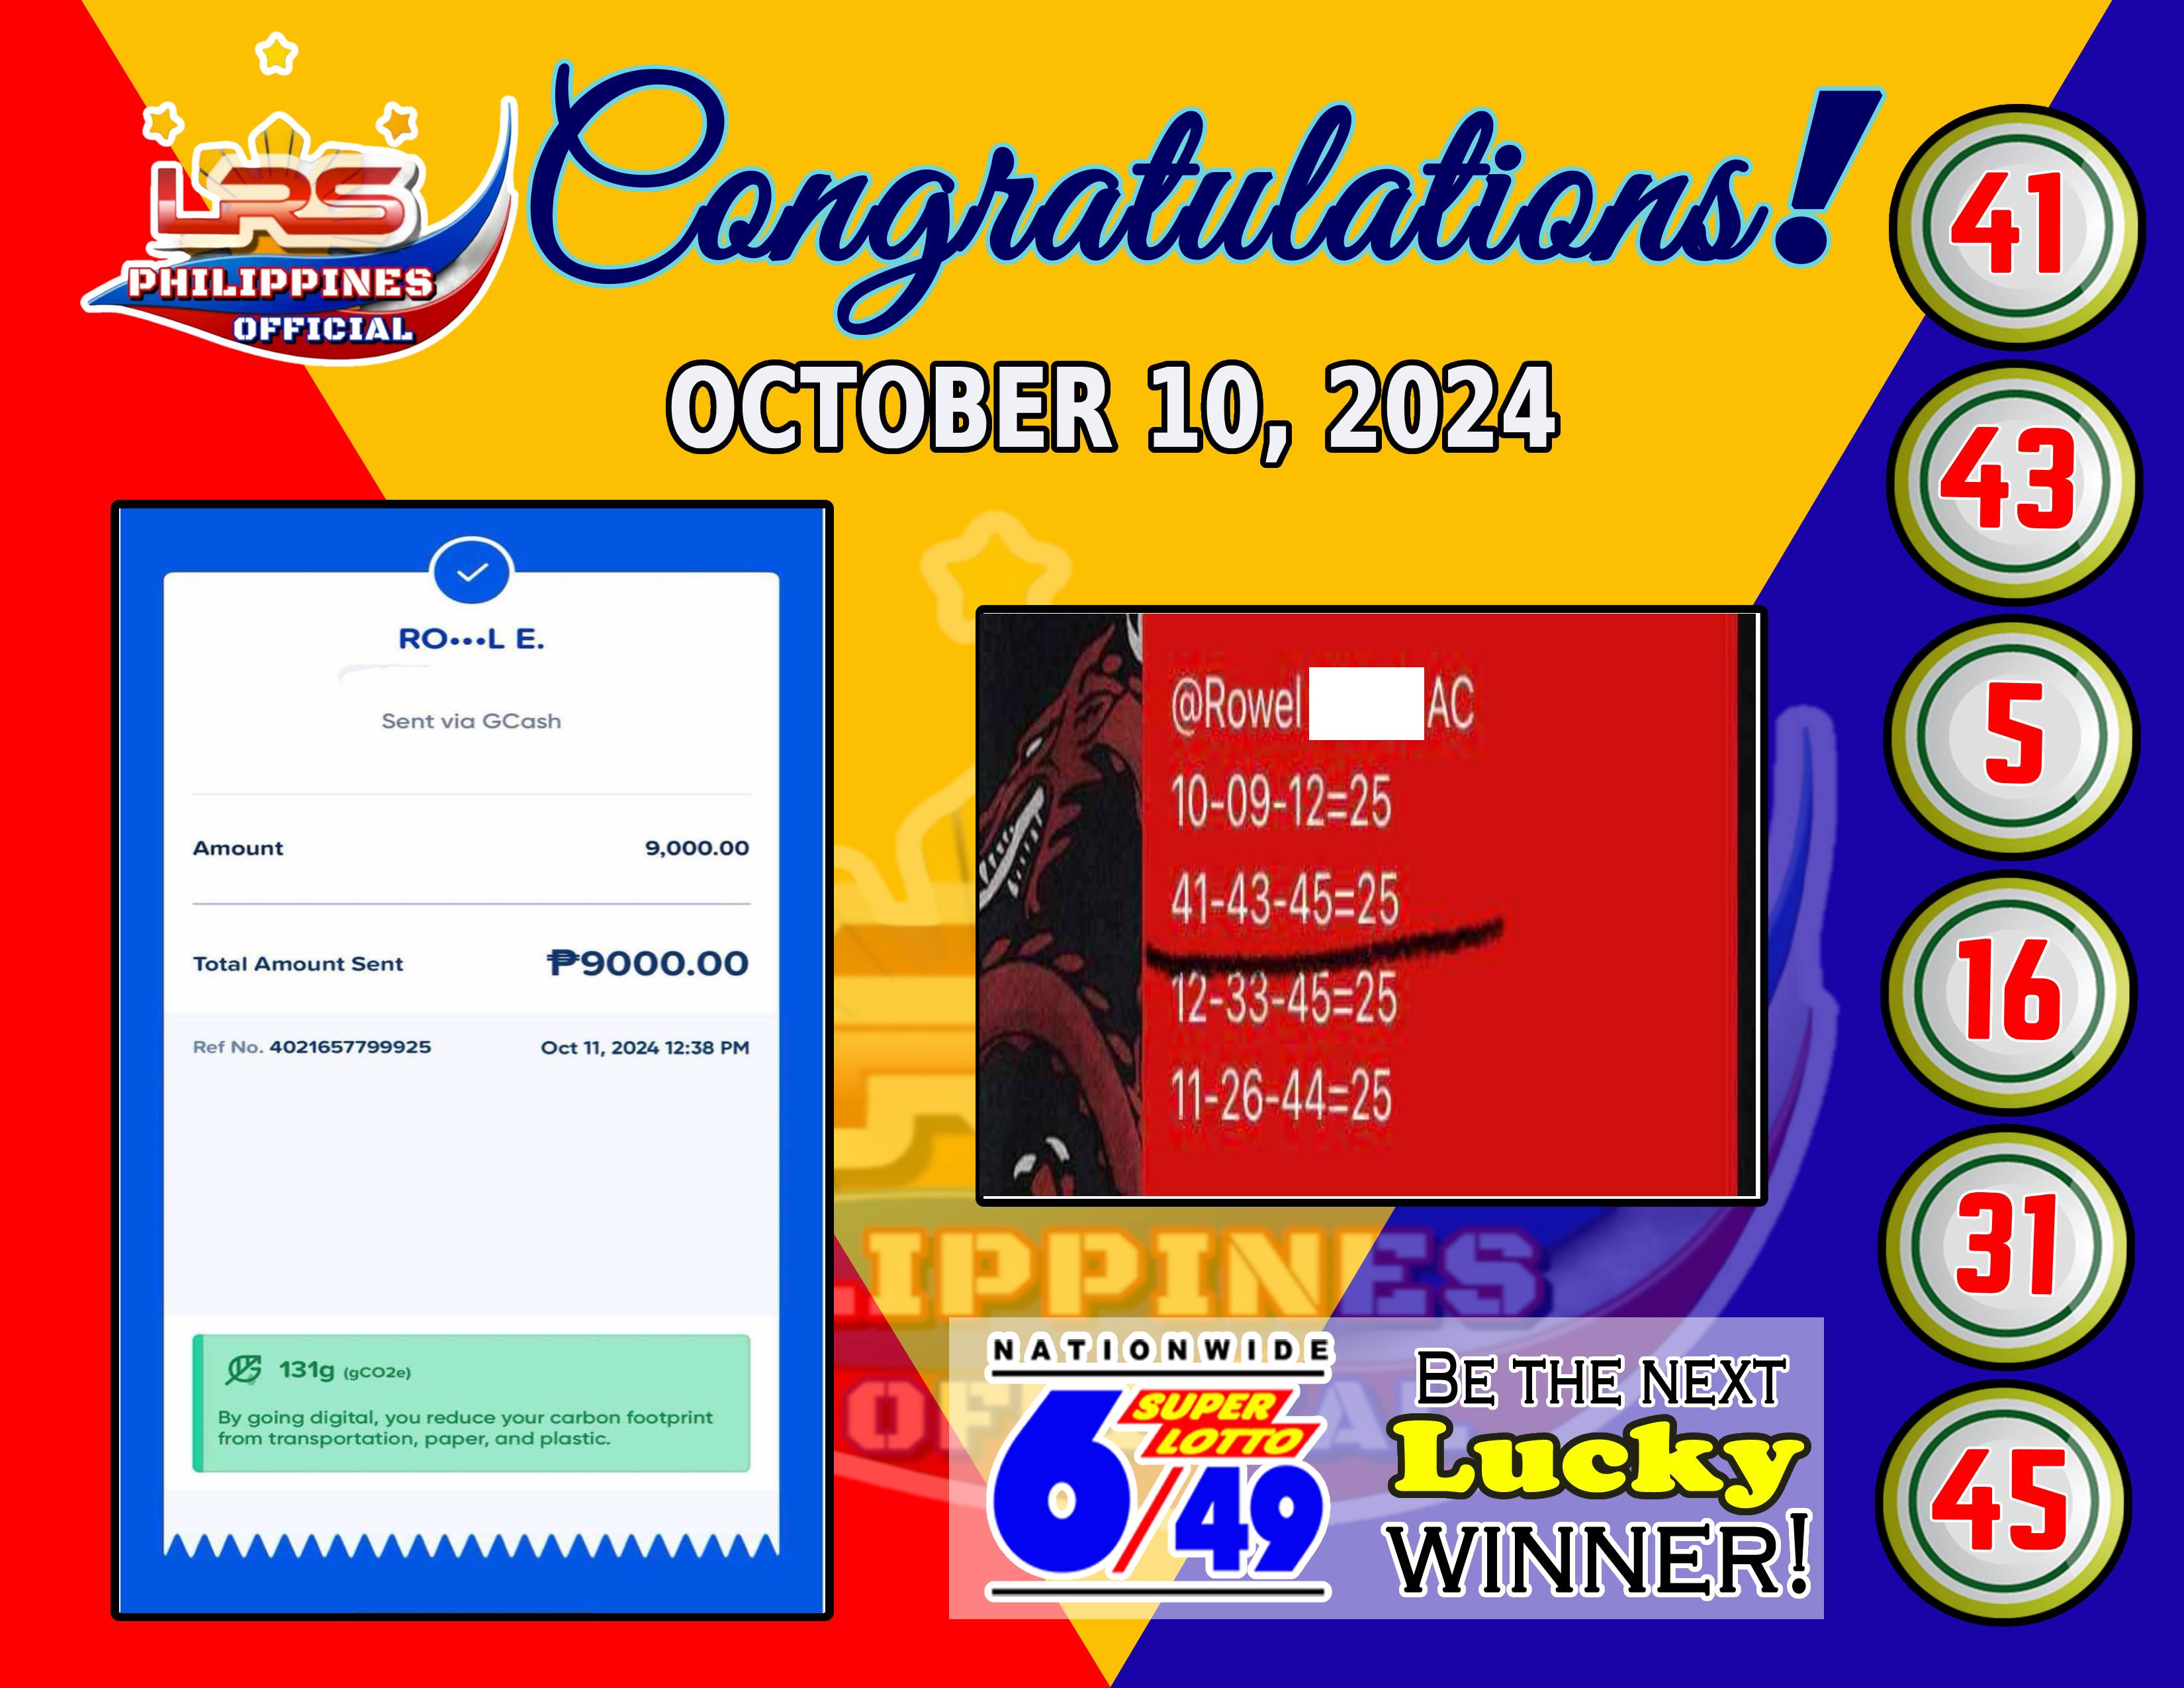 LRS
PHILIPPINES
OFFICIAL
Congratulations!
OCTOBER 10, 2024
RO•••L E.
Sent via GCash
Amount 9,000.00
Total Amount Sent ₱9000.00
Ref No. 4021657799925 Oct 11, 2024 12:38 PM
131g (gCO2e)
By going digital, you reduce your carbon footprint
from transportation, paper, and plastic.
@Rowel AC
10-09-12=25
41-43-45=25
12-33-45=25
11-26-44=25
IPPINES
NATIONWIDE
SUPER
LOTTO
6/49
BE THE NEXT
Lucky
WINNER!
41
43
5
16
31
45